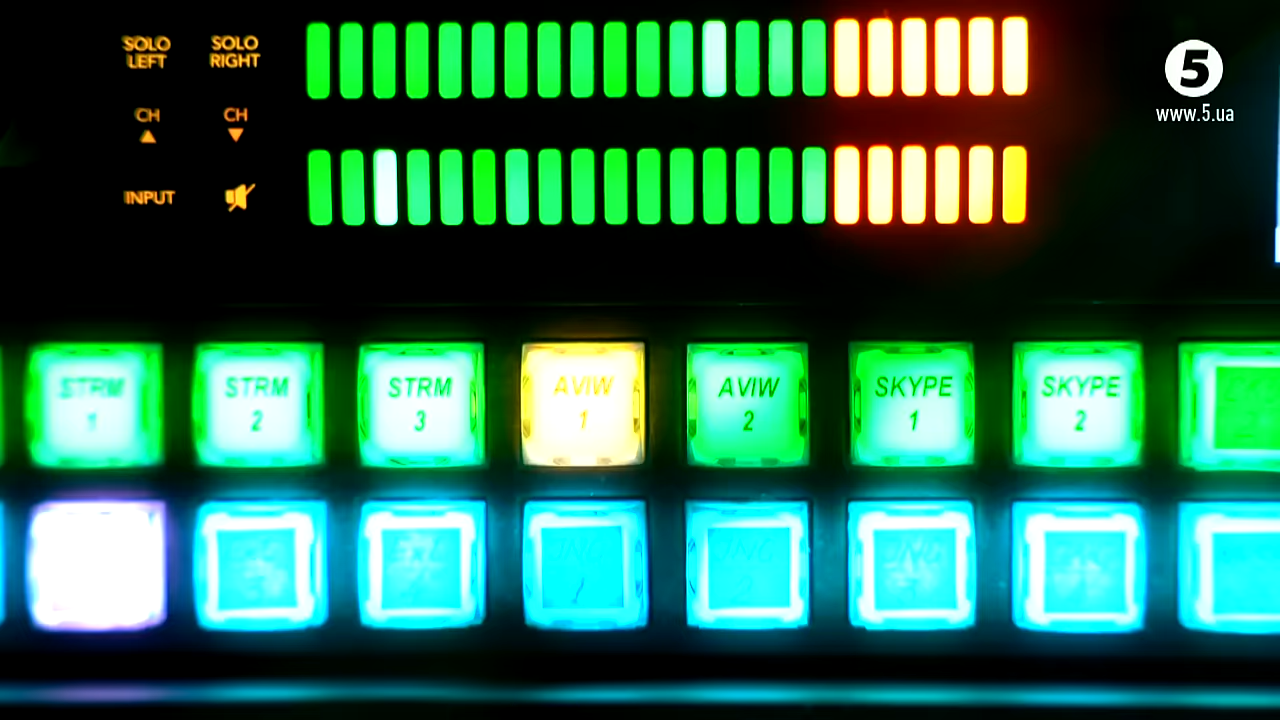 SOLO
LEFT
SOLO
RIGHT
CH
CH
INPUT
5
www.5.ua
STRM
1
STRM
2
STRM
3
AVIW
1
AVIW
2
SKYPE
1
SKYPE
2